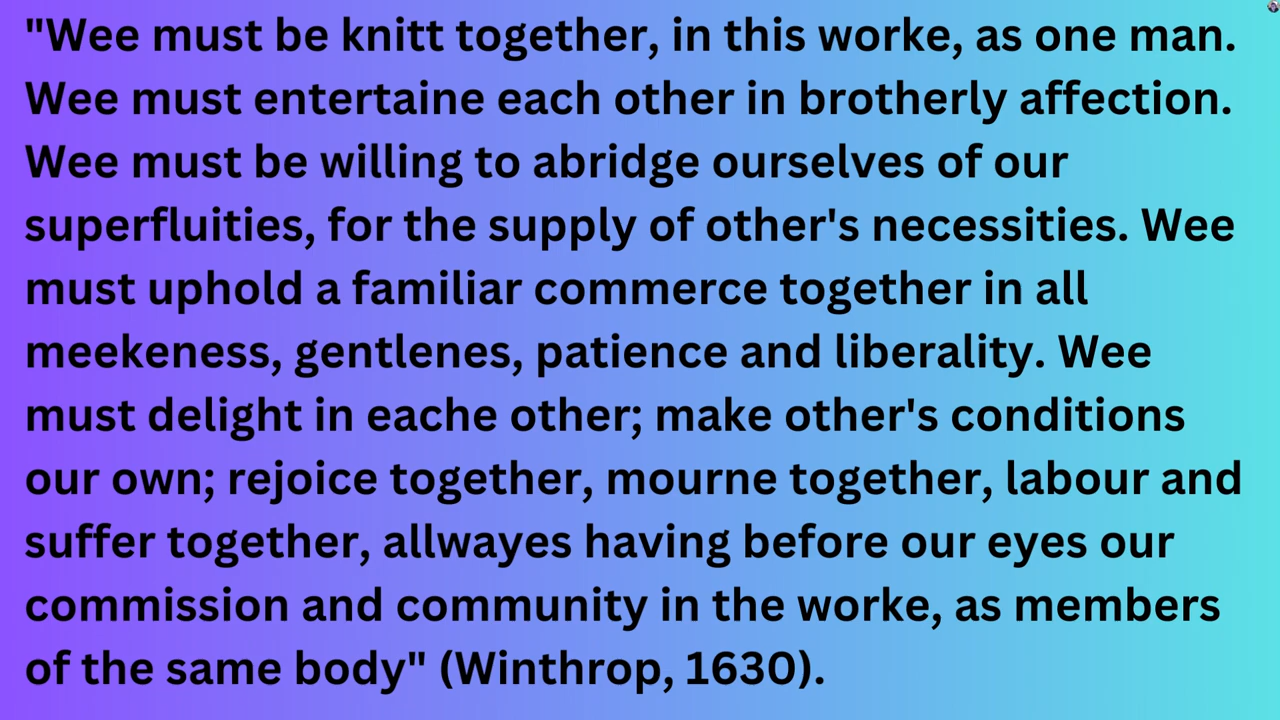 "Wee must be knitt together, in this worke, as one man.
Wee must entertaine each other in brotherly affection.
Wee must be willing to abridge ourselves of our
superfluities, for the supply of other's necessities. Wee
must uphold a familiar commerce together in all
meekeness, gentlenes, patience and liberality. Wee
must delight in eache other; make other's conditions
our own; rejoice together, mourne together, labour and
suffer together, allwayes having before our eyes our
commission and community in the worke, as members
of the same body" (Winthrop, 1630).